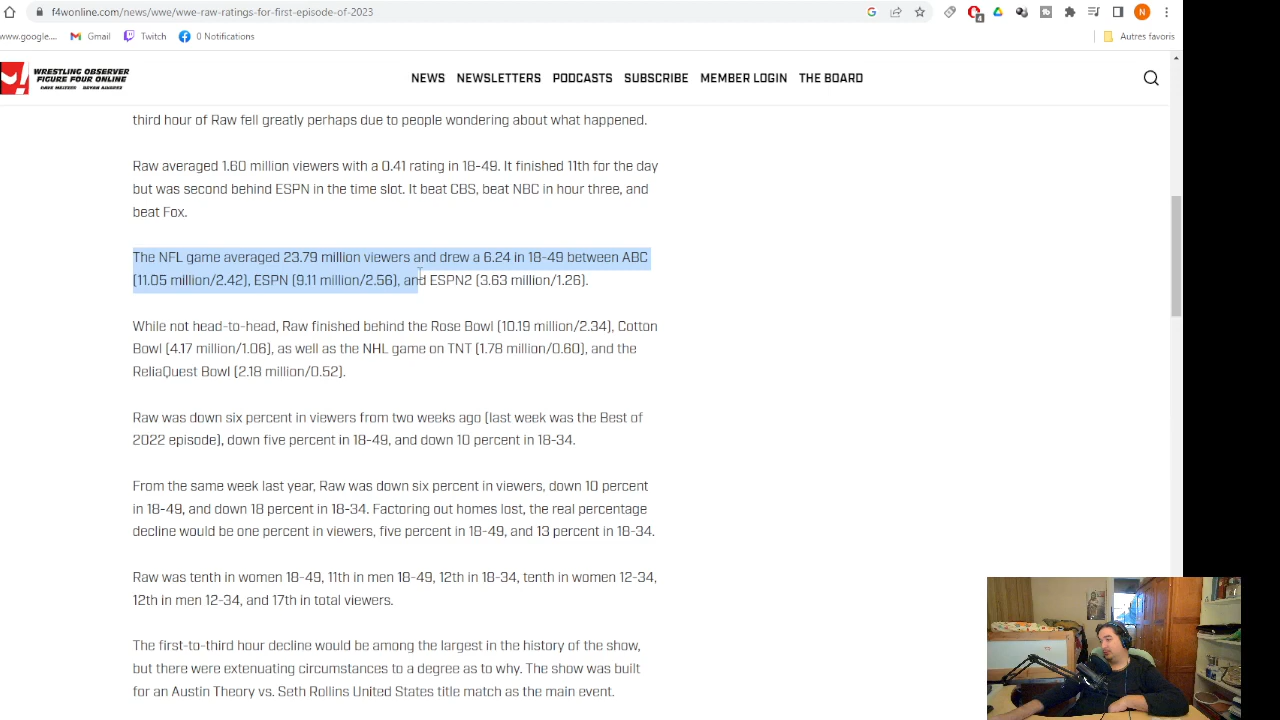 f4wonline.com/news/wwe/wwe-raw-ratings-for-first-episode-of-2023
www.google.... Gmail Twitch 0 Notifications Autres favoris
WRESTLING OBSERVER
FIGURE FOUR ONLINE
DAVE MELTZER BRYAN ALVAREZ
NEWS NEWSLETTERS PODCASTS SUBSCRIBE MEMBER LOGIN THE BOARD
third hour of Raw fell greatly perhaps due to people wondering about what happened.
Raw averaged 1.60 million viewers with a 0.41 rating in 18-49. It finished 11th for the day
but was second behind ESPN in the time slot. It beat CBS, beat NBC in hour three, and
beat Fox.
The NFL game averaged 23.79 million viewers and drew a 6.24 in 18-49 between ABC
(11.05 million/2.42), ESPN (9.11 million/2.56), and ESPN2 (3.63 million/1.26).
While not head-to-head, Raw finished behind the Rose Bowl (10.19 million/2.34), Cotton
Bowl (4.17 million/1.06), as well as the NHL game on TNT (1.78 million/0.60), and the
ReliaQuest Bowl (2.18 million/0.52).
Raw was down six percent in viewers from two weeks ago (last week was the Best of
2022 episode), down five percent in 18-49, and down 10 percent in 18-34.
From the same week last year, Raw was down six percent in viewers, down 10 percent
in 18-49, and down 18 percent in 18-34. Factoring out homes lost, the real percentage
decline would be one percent in viewers, five percent in 18-49, and 13 percent in 18-34.
Raw was tenth in women 18-49, 11th in men 18-49, 12th in 18-34, tenth in women 12-34,
12th in men 12-34, and 17th in total viewers.
The first-to-third hour decline would be among the largest in the history of the show,
but there were extenuating circumstances to a degree as to why. The show was built
for an Austin Theory vs. Seth Rollins United States title match as the main event.